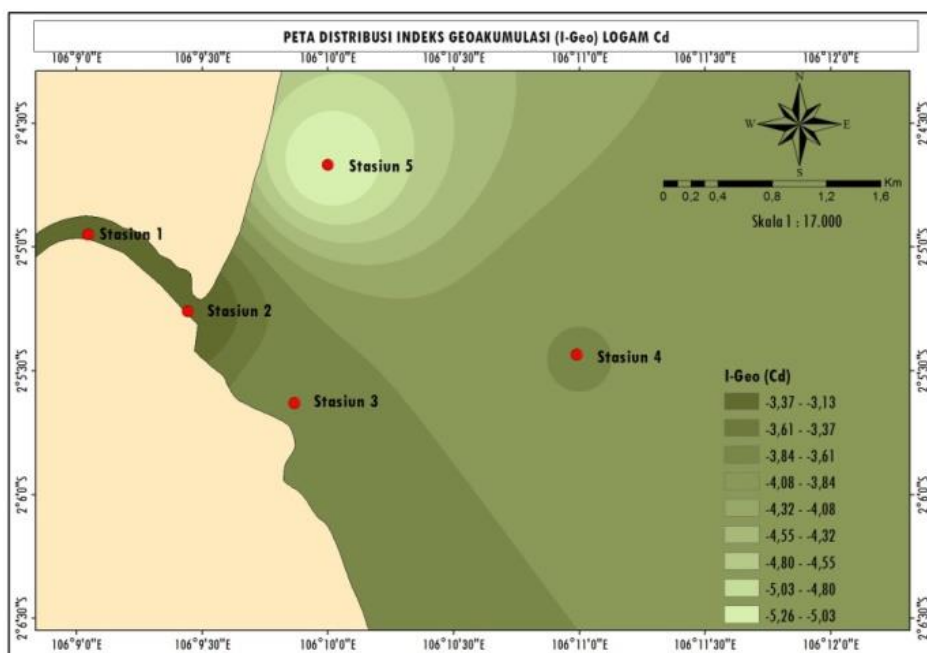 PETA DISTRIBUSI INDEKS GEOAKUMULASI (I-Geo) LOGAM Cd
106°9'0"E 106°9'30"E 106°10'0"E 106°10'30"E 106°11'0"E 106°11'30"E 106°12'0"E
2°4'30"S 2°4'30"S
N
W E
S
Stasiun 5
Km
0 0,2 0,4 0,8 1,2 1,6
Skala 1 : 17.000
Stasiun 1
2°5'0"S 2°5'0"S
Stasiun 2
Stasiun 4
2°5'30"S 2°5'30"S
I-Geo (Cd)
Stasiun 3
-3,37 - -3,13
-3,61 - -3,37
-3,84 - -3,61
-4,08 - -3,84
2°6'0"S 2°6'0"S
-4,32 - -4,08
-4,55 - -4,32
-4,80 - -4,55
-5,03 - -4,80
-5,26 - -5,03
2°6'30"S 2°6'30"S
106°9'0"E 106°9'30"E 106°10'0"E 106°10'30"E 106°11'0"E 106°11'30"E 106°12'0"E